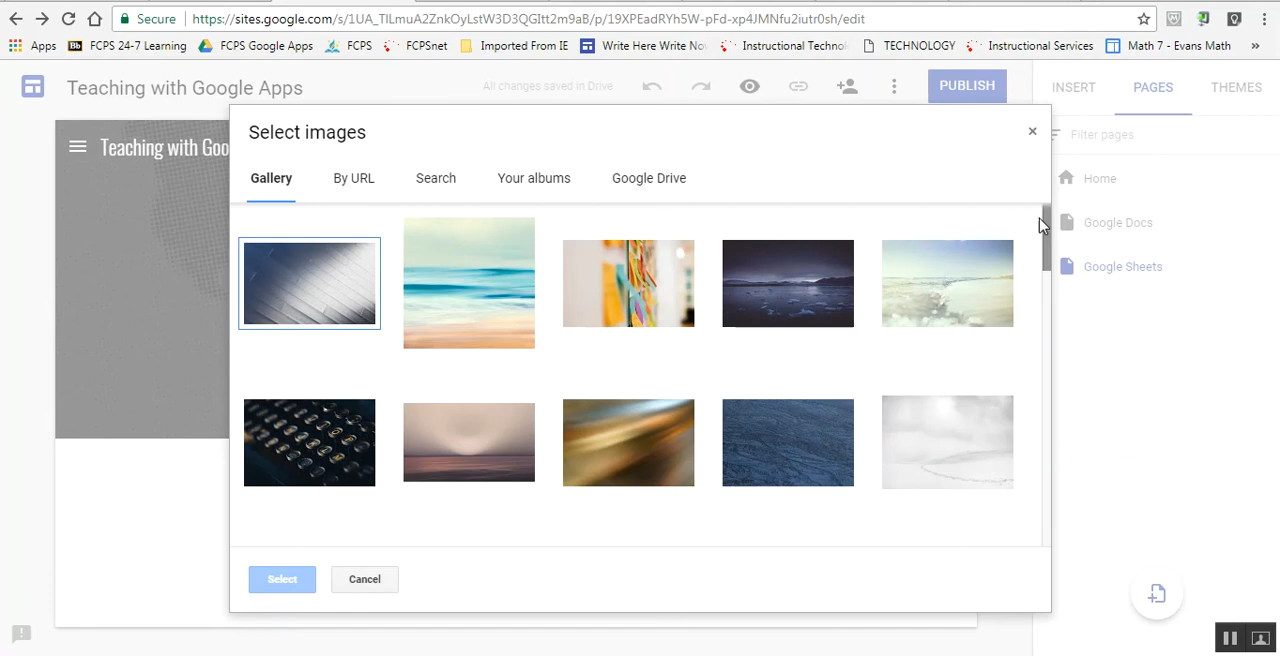 Secure https://sites.google.com/s/1UA_TlLmuA2ZnkOyLstW3D3QGItt2m9aB/p/19XPEadRYh5W-pFd-xp4JMNfu2iutr0sh/edit
Apps FCPS 24-7 Learning FCPS Google Apps FCPS FCPSnet Imported From IE Write Here Write No Instructional Technol TECHNOLOGY Instructional Services Math 7 - Evans Math »
Teaching with Google Apps All changes saved in Drive PUBLISH INSERT PAGES THEMES
Select images ×
Filter pages
Teaching with Goo
Gallery By URL Search Your albums Google Drive
Home
Google Docs
Google Sheets
Select Cancel